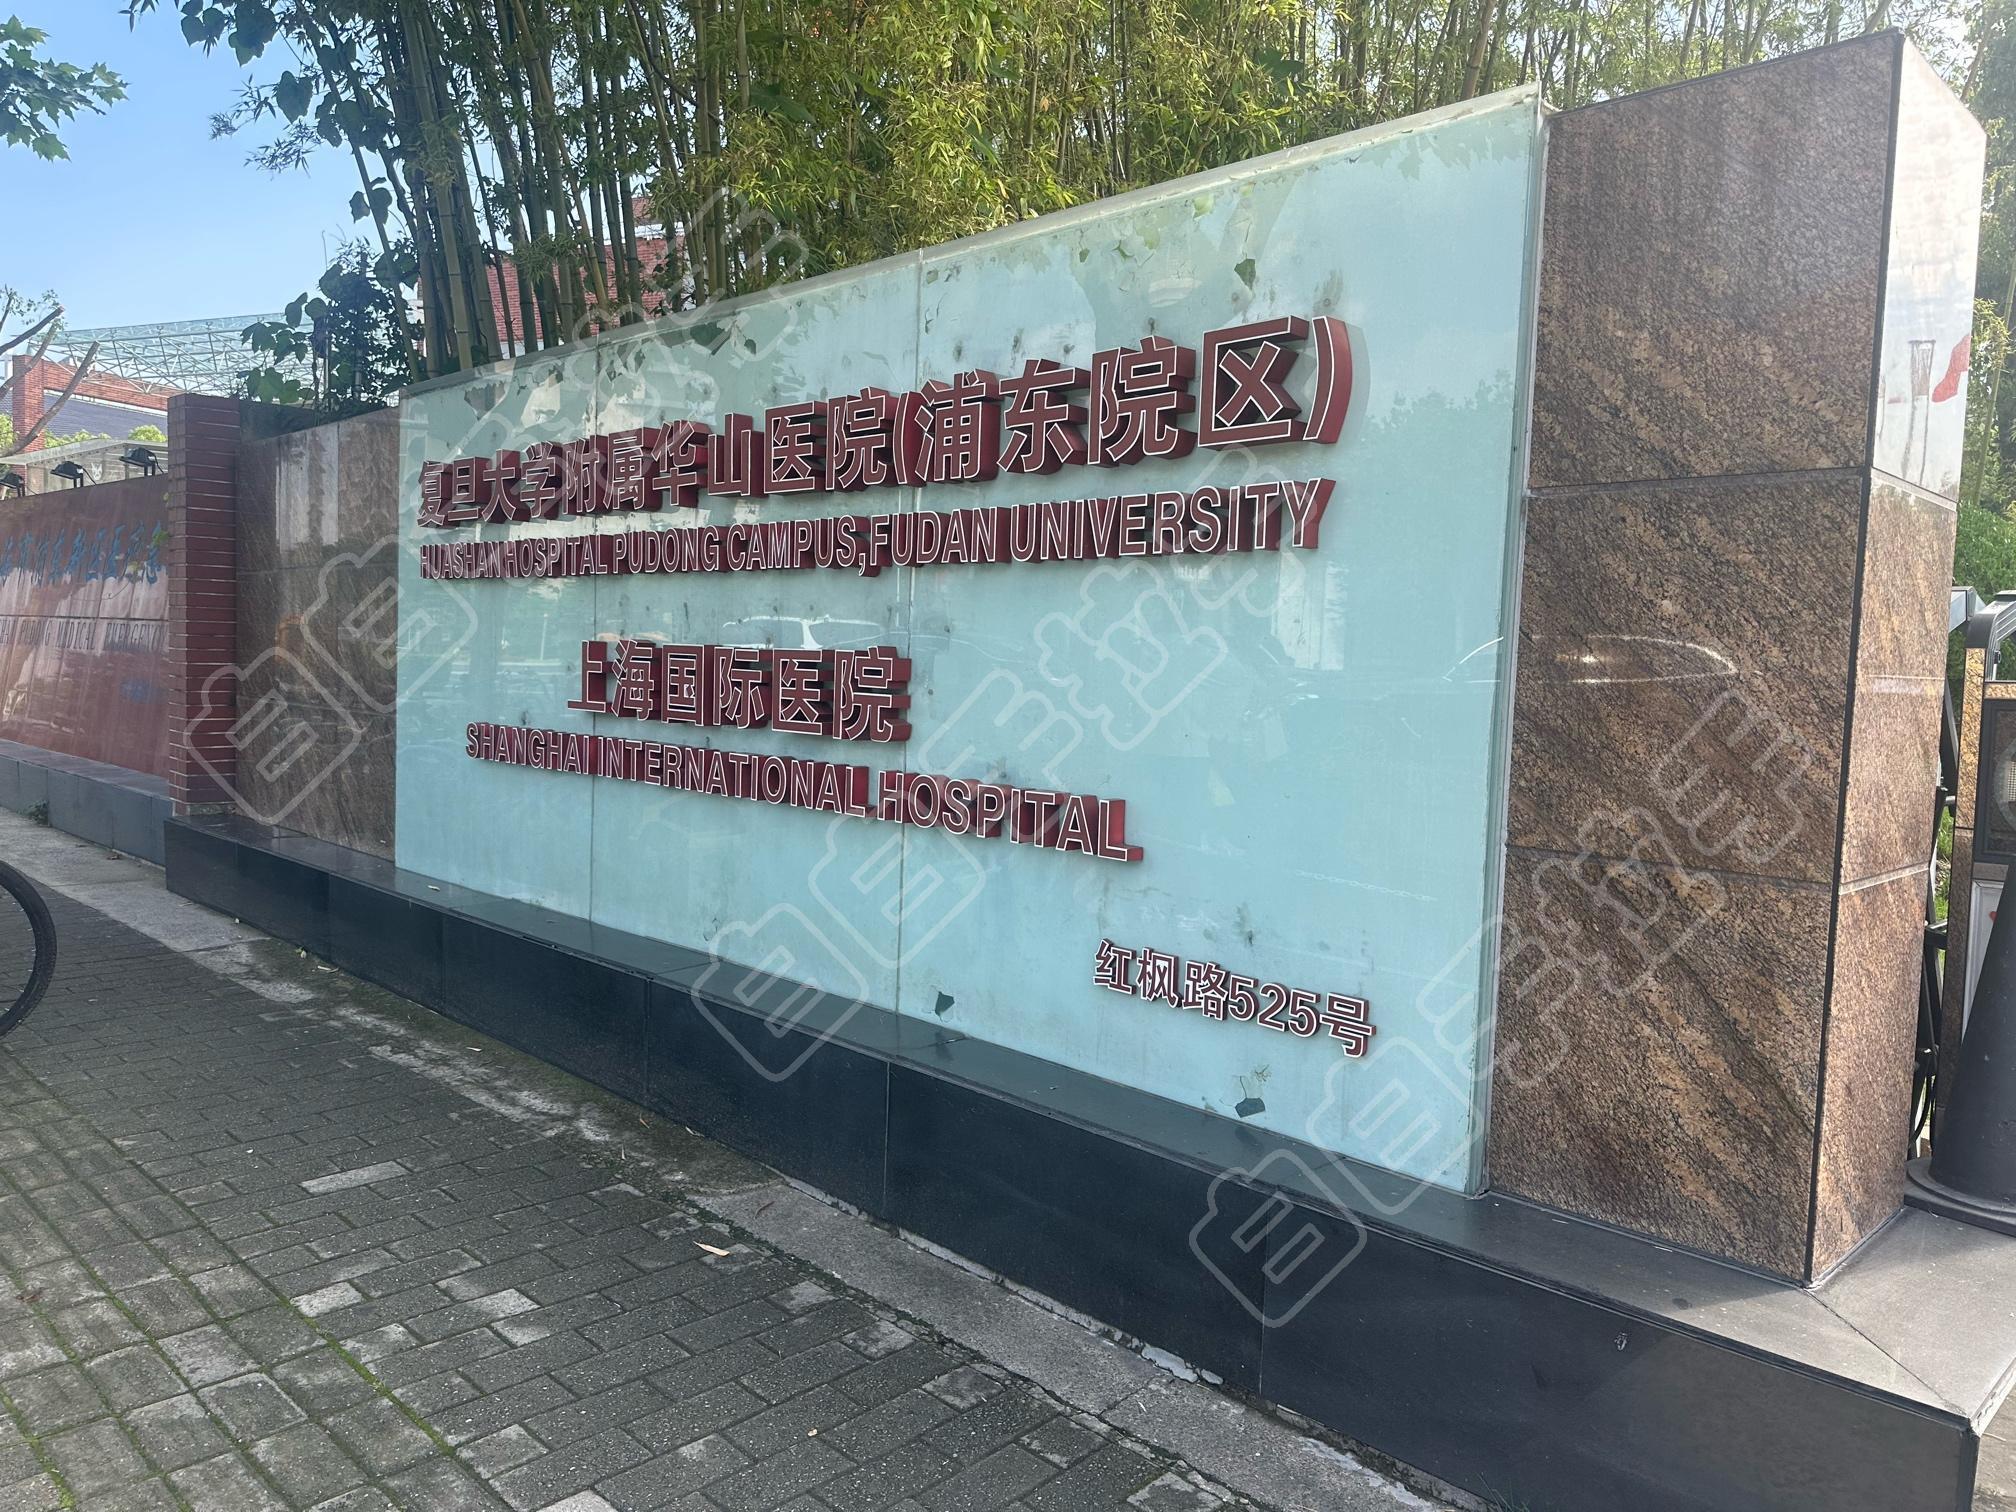 复旦大学附属华山医院(浦东院区)
HUASHAN HOSPITAL PUDONG CAMPUS,FUDAN UNIVERSITY
上海国际医院
SHANGHAI INTERNATIONAL HOSPITAL
红枫路525号